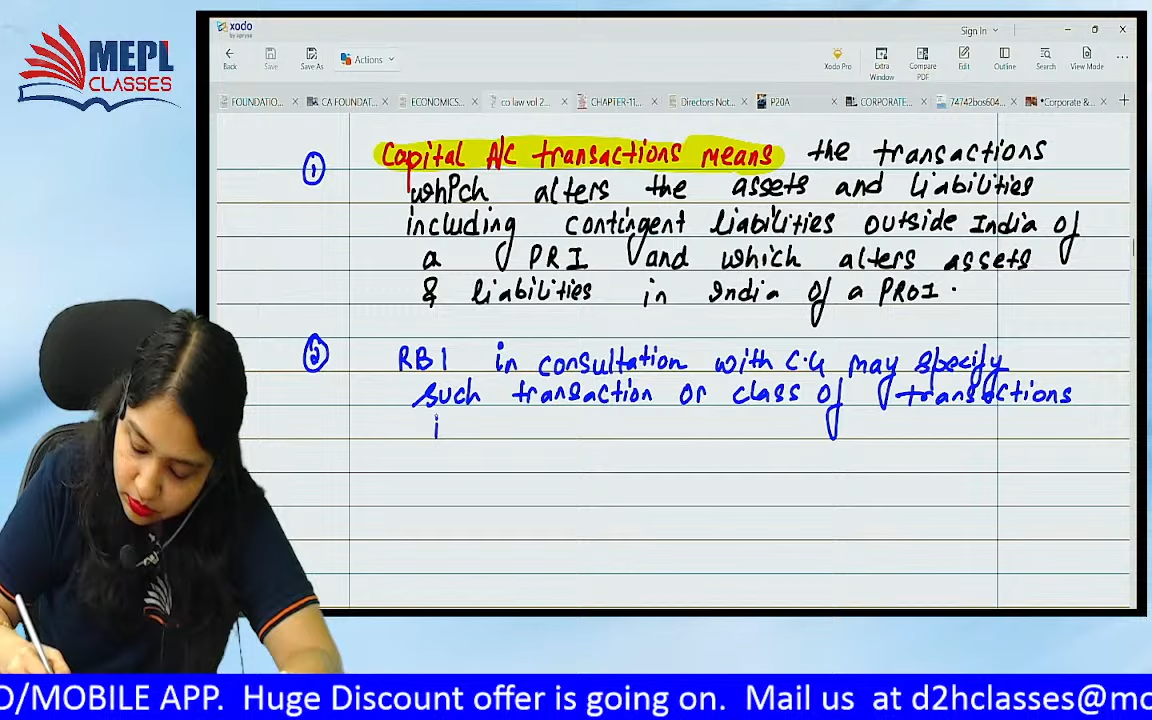 MEPL
CLASSES
xodo
by apryse
Sign In
Back
Save
Save As
Actions
Xodo Pro
Extra Window
Compare PDF
Edit
Outline
Search
View Mode
FOUNDATIO...
CA FOUNDAT...
ECONOMICS...
co law vol 2...
CHAPTER-11...
Directors Not...
P20A
CORPORATE...
74742bos604...
*Corporate &...
① Capital A/c transactions means the transactions
which alters the assets and liabilities
including contingent liabilities outside India of
a PRI and which alters assets
& liabilities in India of a PROI.
② RBI in consultation with C.G may specify
such transaction or class of transactions
i
D/MOBILE APP. Huge Discount offer is going on. Mail us at d2hclasses@mo